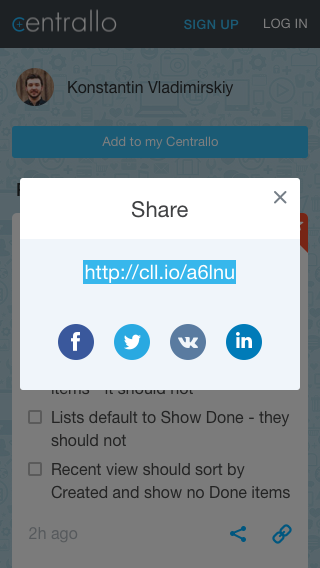 centrallo
SIGN UP
LOG IN
Konstantin Vladimirskiy
Add to my Centrallo
Share
http://cll.io/a6lnu
items - it should not
Lists default to Show Done - they
should not
Recent view should sort by
Created and show no Done items
2h ago